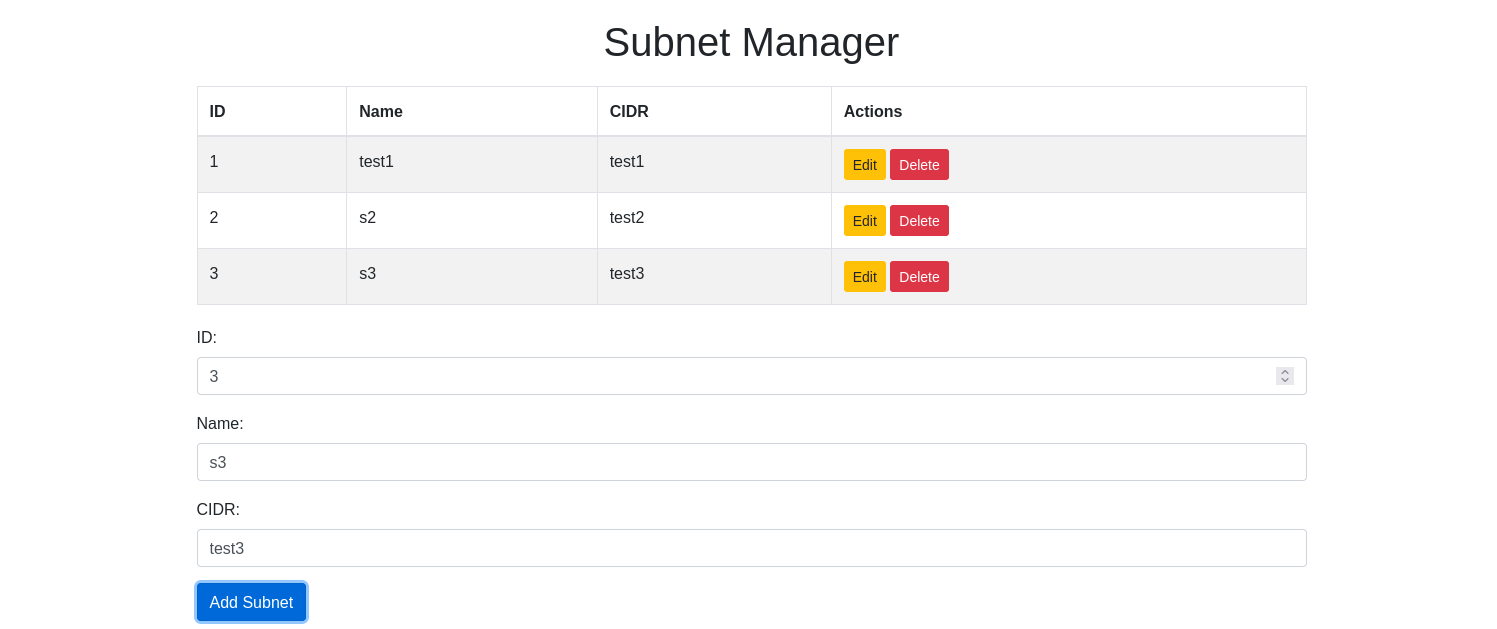 Subnet Manager
ID Name CIDR Actions
1 test1 test1 Edit Delete
2 s2 test2 Edit Delete
3 s3 test3 Edit Delete
ID:
3
Name:
s3
CIDR:
test3
Add Subnet